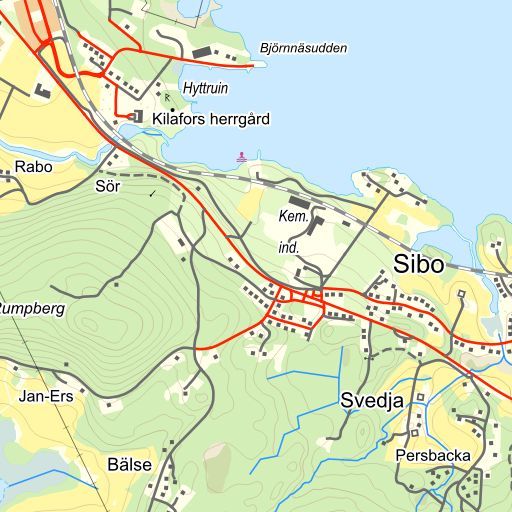 Björnnäsudden
Hyttruin
Kilafors herrgård
Rabo
Sör
Kem.
ind.
Sibo
Rumpberg
Jan-Ers
Svedja
Bälse
Persbacka